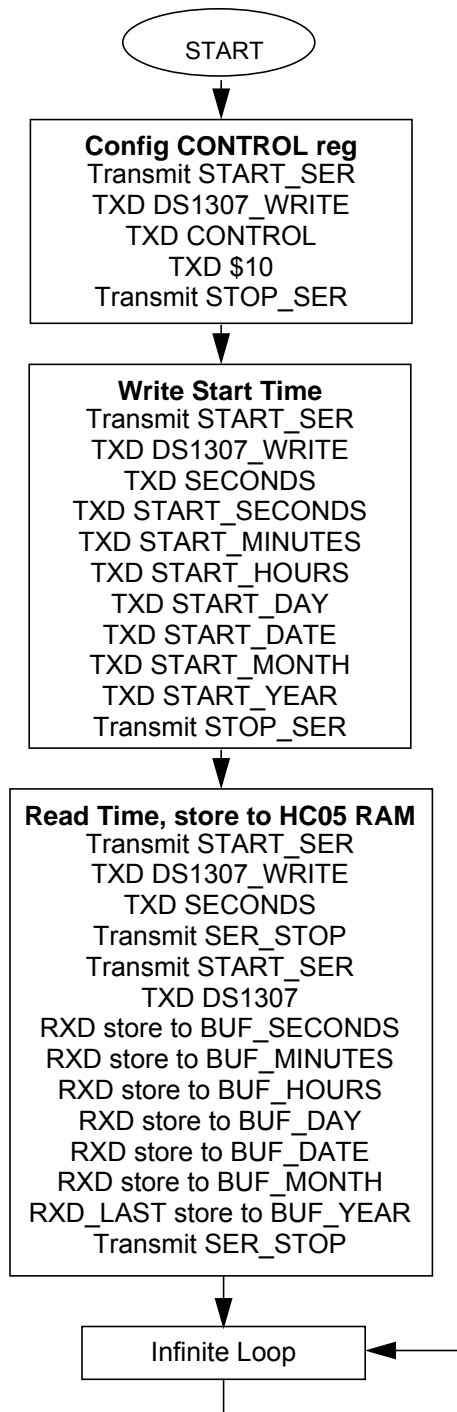 START
Config CONTROL reg
Transmit START_SER
TXD DS1307_WRITE
TXD CONTROL
TXD $10
Transmit STOP_SER
Write Start Time
Transmit START_SER
TXD DS1307_WRITE
TXD SECONDS
TXD START_SECONDS
TXD START_MINUTES
TXD START_HOURS
TXD START_DAY
TXD START_DATE
TXD START_MONTH
TXD START_YEAR
Transmit STOP_SER
Read Time, store to HC05 RAM
Transmit START_SER
TXD DS1307_WRITE
TXD SECONDS
Transmit SER_STOP
Transmit START_SER
TXD DS1307
RXD store to BUF_SECONDS
RXD store to BUF_MINUTES
RXD store to BUF_HOURS
RXD store to BUF_DAY
RXD store to BUF_DATE
RXD store to BUF_MONTH
RXD_LAST store to BUF_YEAR
Transmit SER_STOP
Infinite Loop